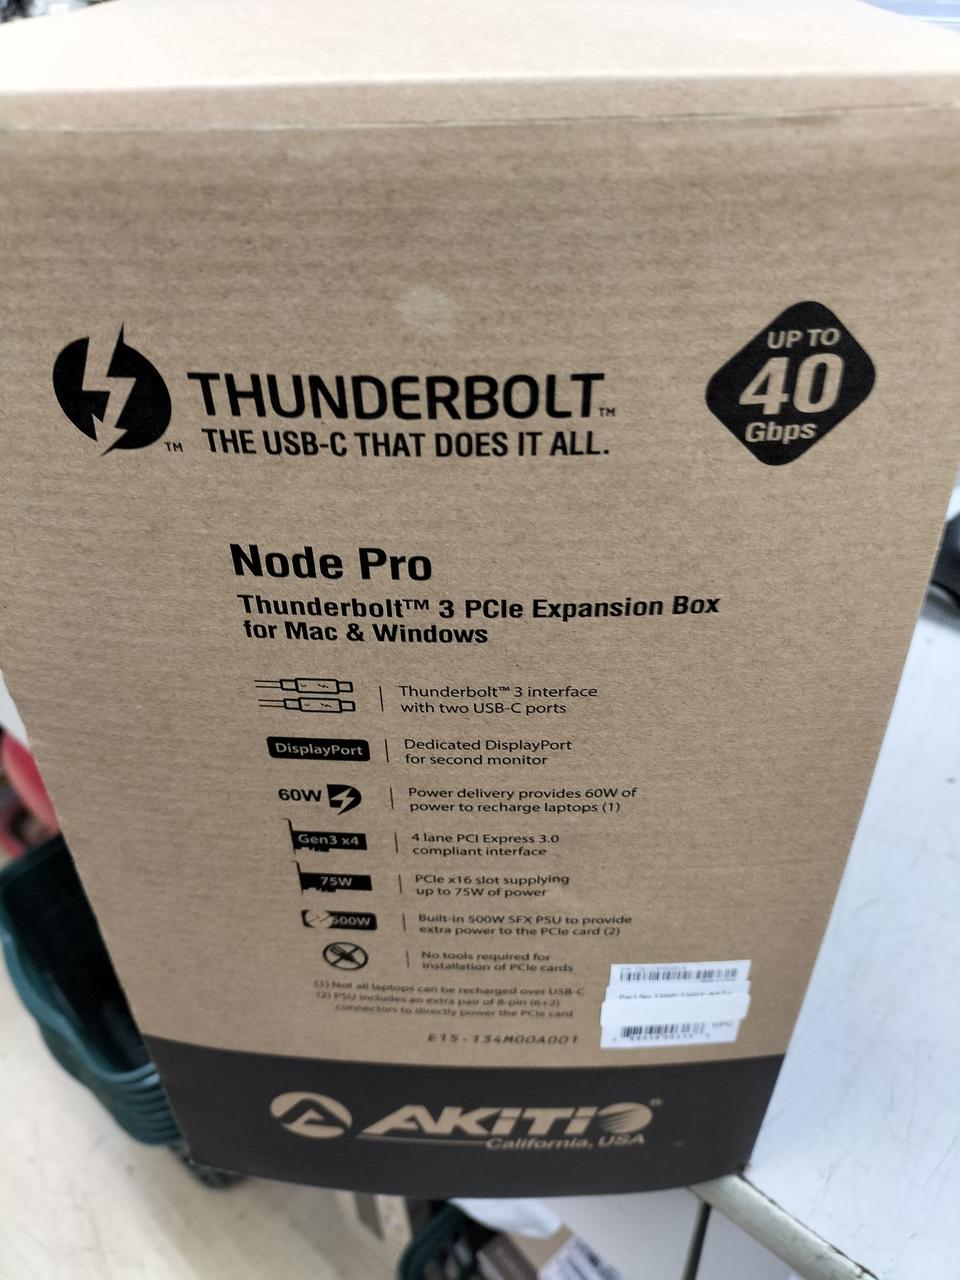 THUNDERBOLT™
™ THE USB-C THAT DOES IT ALL.
UP TO
40
Gbps
Node Pro
Thunderbolt™ 3 PCIe Expansion Box
for Mac & Windows
Thunderbolt™ 3 interface
with two USB-C ports
DisplayPort
Dedicated DisplayPort
for second monitor
60W
Power delivery provides 60W of
power to recharge laptops (1)
Gen3 x4
4 lane PCI Express 3.0
compliant interface
75W
PCIe x16 slot supplying
up to 75W of power
500W
Built-in 500W SFX PSU to provide
extra power to the PCIe card (2)
No tools required for
installation of PCIe cards
(1) Not all laptops can be recharged over USB-C
(2) PSU includes an extra pair of 8-pin (6+2)
connectors to directly power the PCIe card
E15-134M00A001
Part No.
UPC
AKiTiO®
California, USA